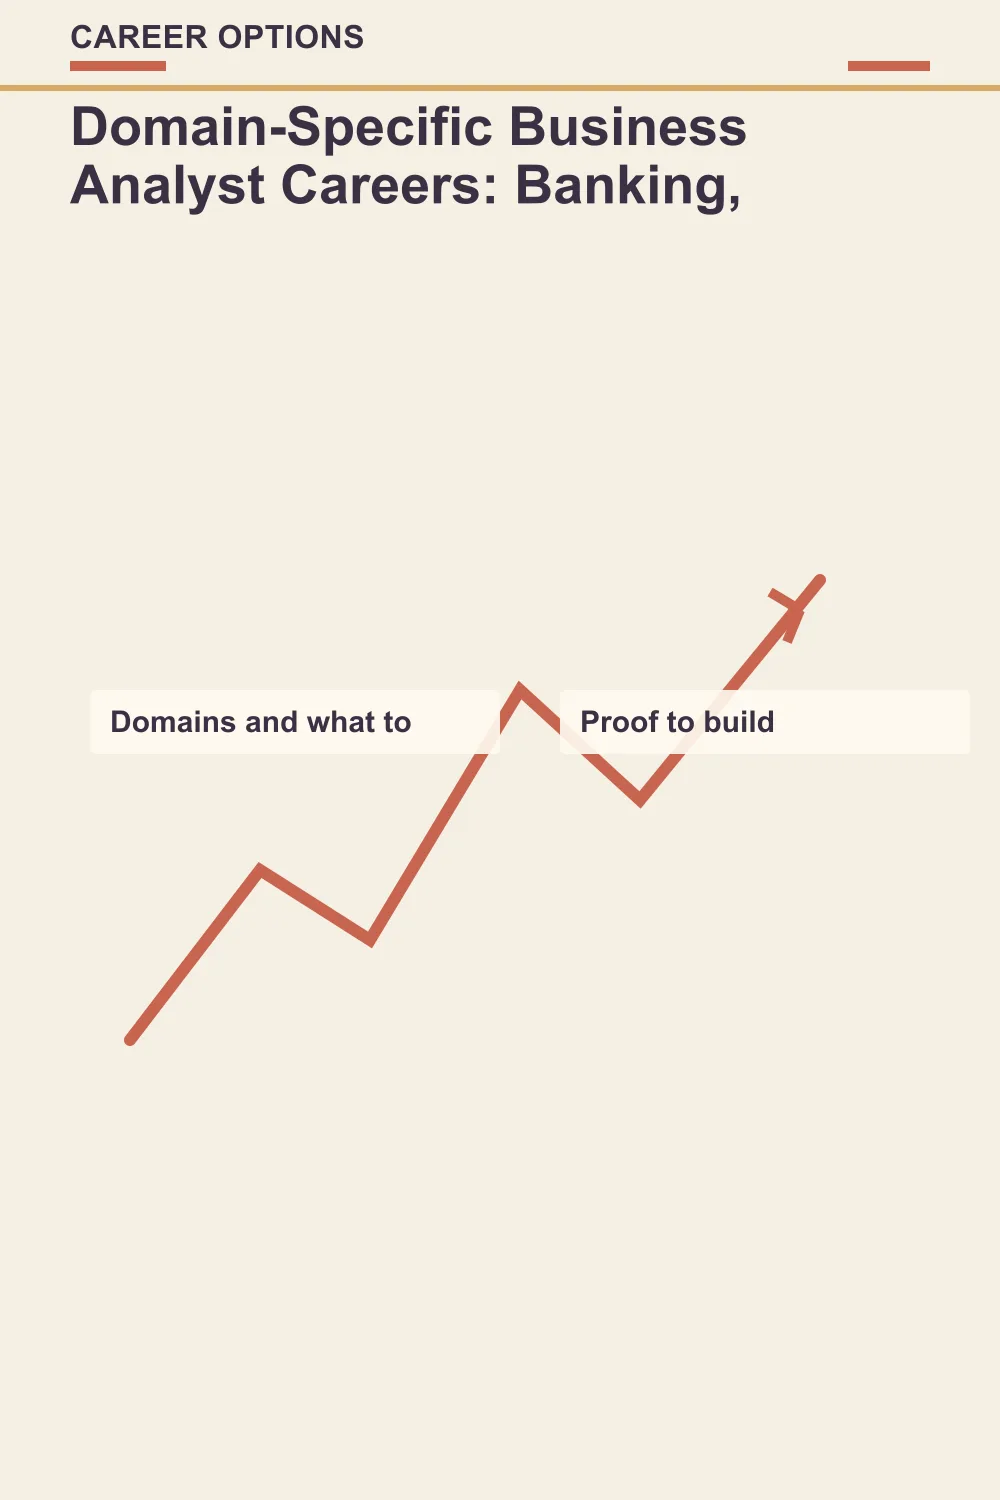 CAREER OPTIONS
Domain-Specific Business
Analyst Careers: Banking,
Domains and what to
Proof to build